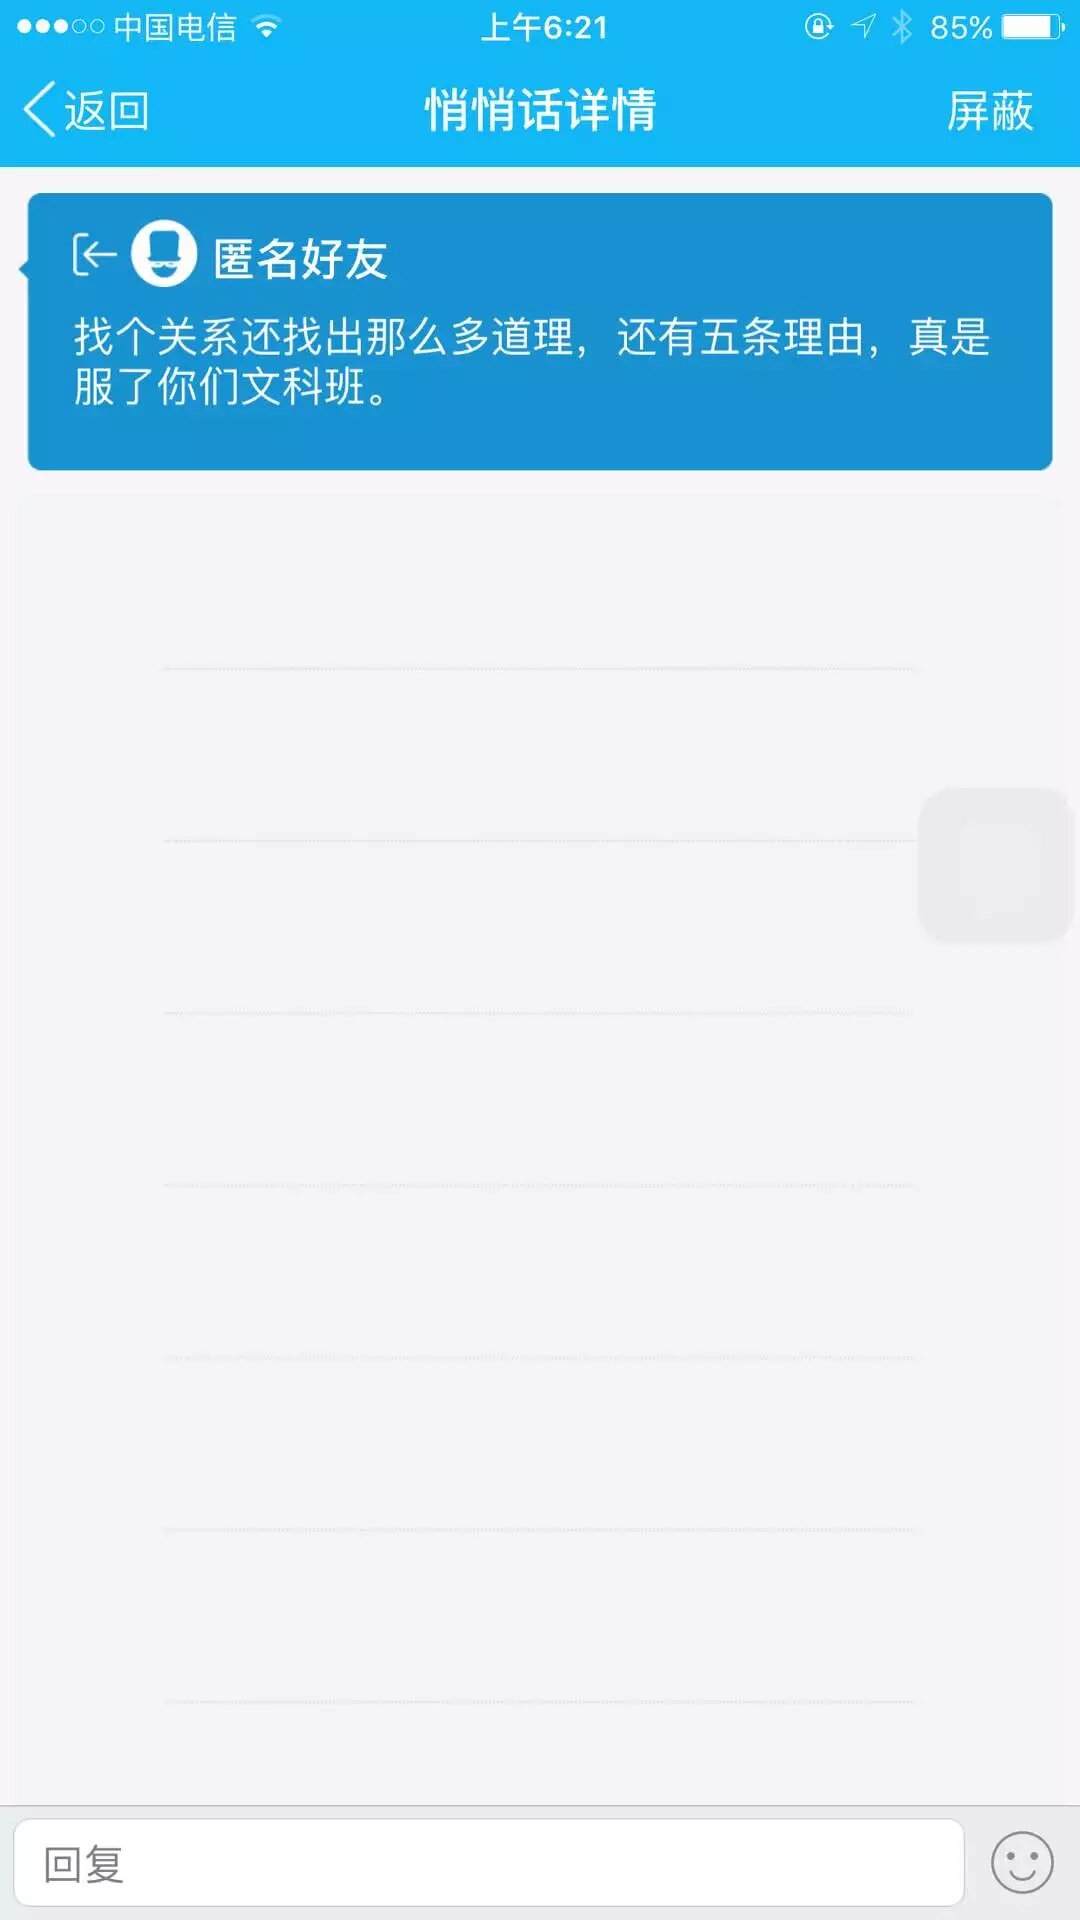 中国电信 上午6:21 85%
返回 悄悄话详情 屏蔽
匿名好友
找个关系还找出那么多道理，还有五条理由，真是
服了你们文科班。
回复